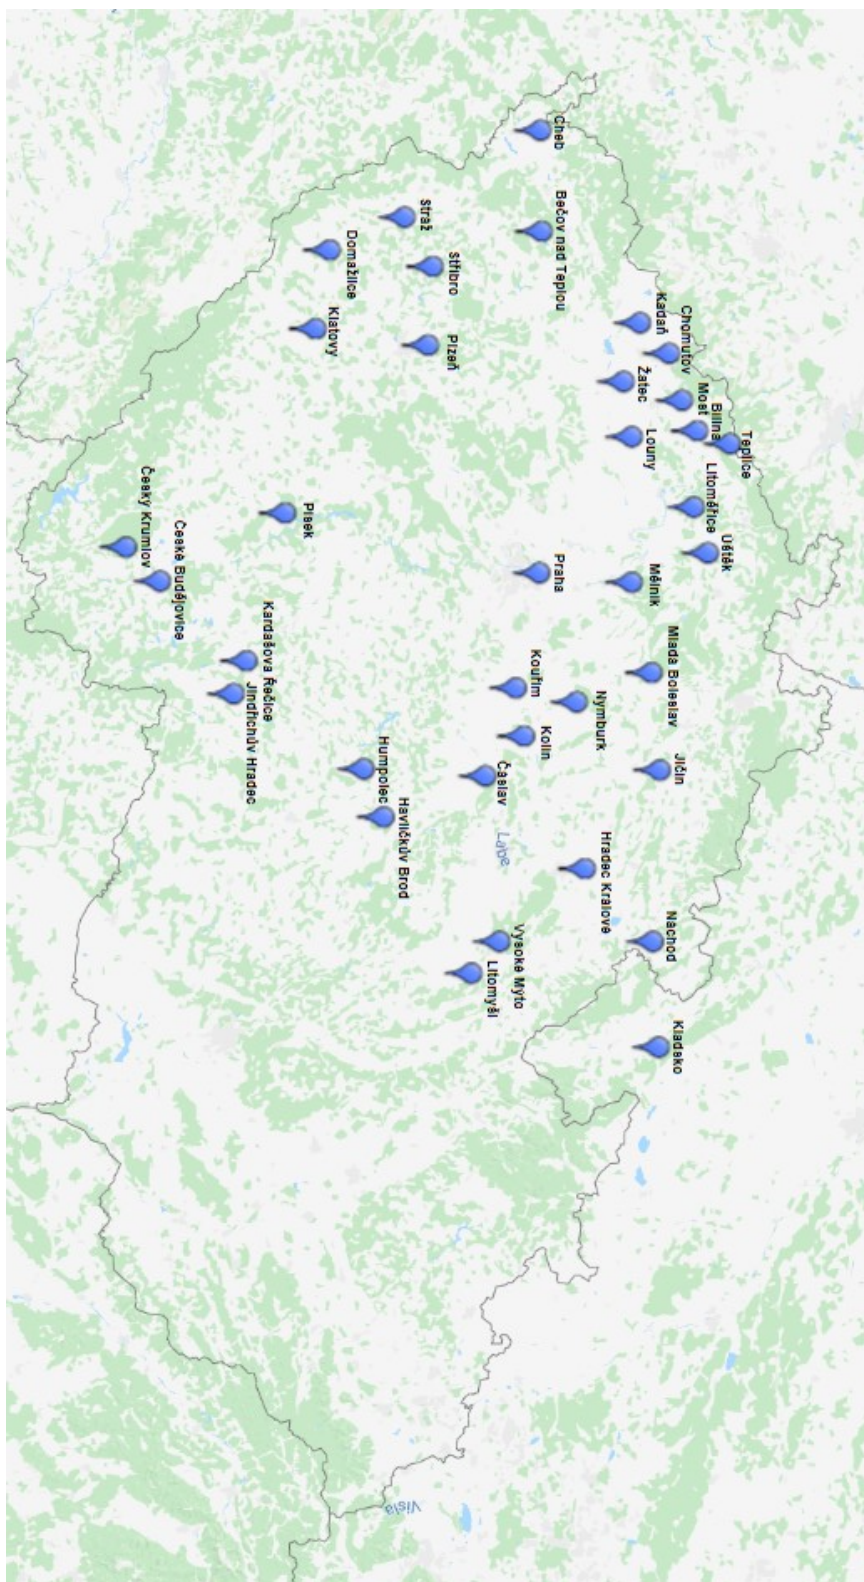 Teplice
Úštěk
Bílina
Litoměřice
Most
Chomutov
Kladsko
Náchod
Jičín
Mladá Boleslav
Kadaň
Mělník
Louny
Žatec
Hradec Králové
Nymburk
Cheb
Bečov nad Teplou
Praha
Kolín
Kouřim
Vysoké Mýto
Labe
Čáslav
Litomyšl
Stříbro
Plzeň
Straž
Visla
Havlíčkův Brod
Humpolec
Domažlice
Klatovy
Písek
Kardašova Řečice
Jindřichův Hradec
České Budějovice
Český Krumlov